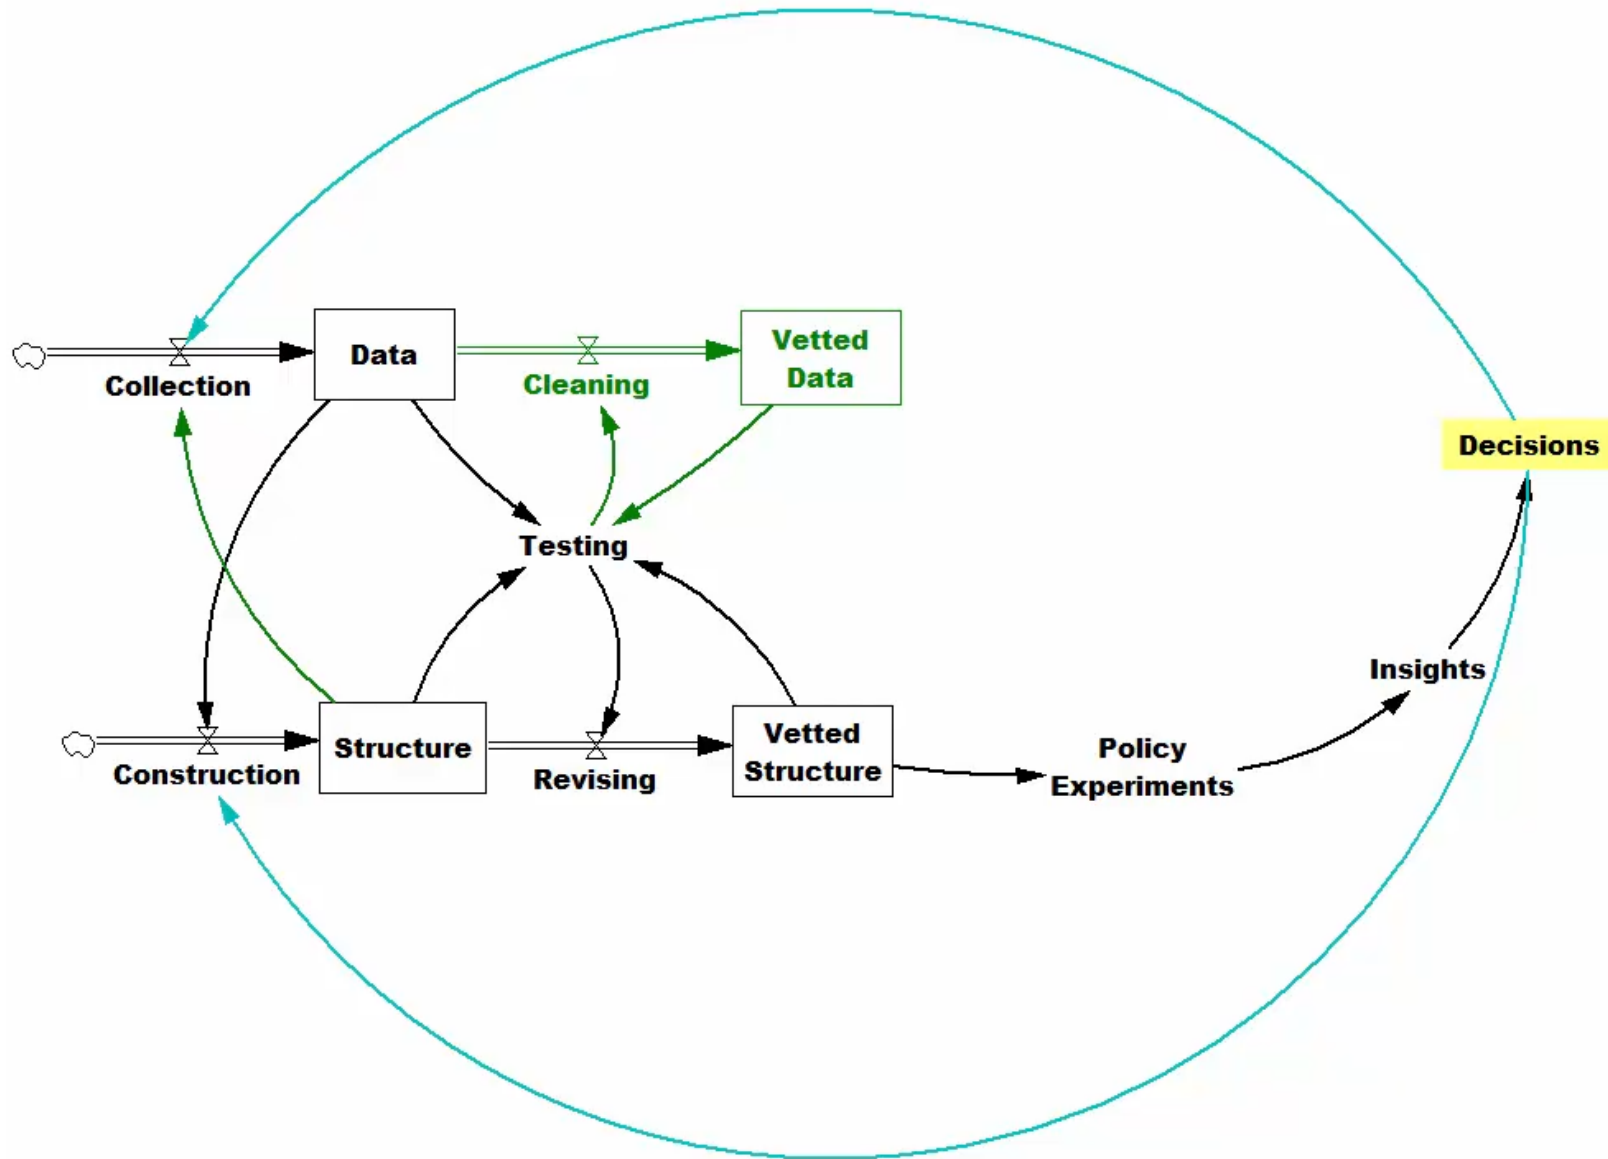 Data
Collection
Cleaning
Vetted
Data
Decisions
Testing
Insights
Structure
Construction
Revising
Vetted
Structure
Policy
Experiments